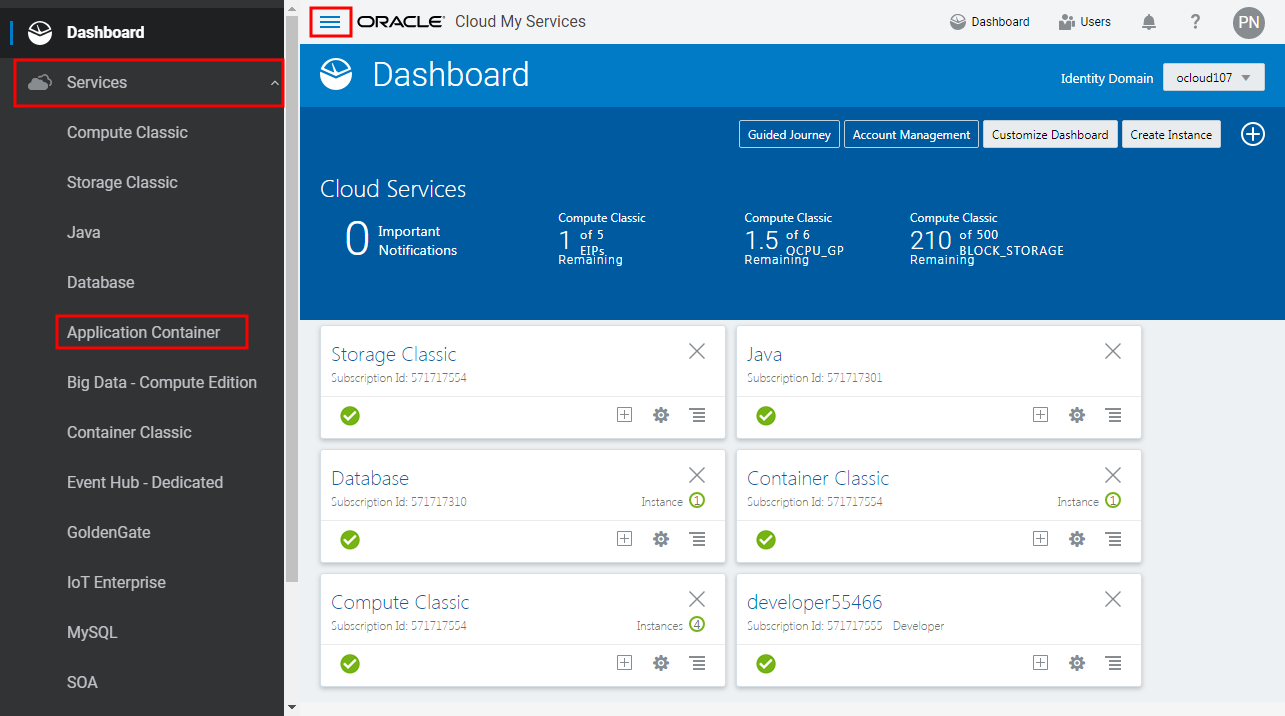 Dashboard
Services
Compute Classic
Storage Classic
Java
Database
Application Container
Big Data - Compute Edition
Container Classic
Event Hub - Dedicated
GoldenGate
IoT Enterprise
MySQL
SOA
ORACLE Cloud My Services
Dashboard
Users
?
PN
Dashboard
Identity Domain
ocloud107
Guided Journey
Account Management
Customize Dashboard
Create Instance
Cloud Services
0 Important
Notifications
Compute Classic
1 of 5
EIPs
Remaining
Compute Classic
1.5 of 6
OCPU_GP
Remaining
Compute Classic
210 of 500
BLOCK_STORAGE
Remaining
Storage Classic
Subscription Id: 571717554
Java
Subscription Id: 571717301
Database
Subscription Id: 571717310
Instance 1
Container Classic
Subscription Id: 571717554
Instance 1
Compute Classic
Subscription Id: 571717554
Instances 4
developer55466
Subscription Id: 571717555 Developer